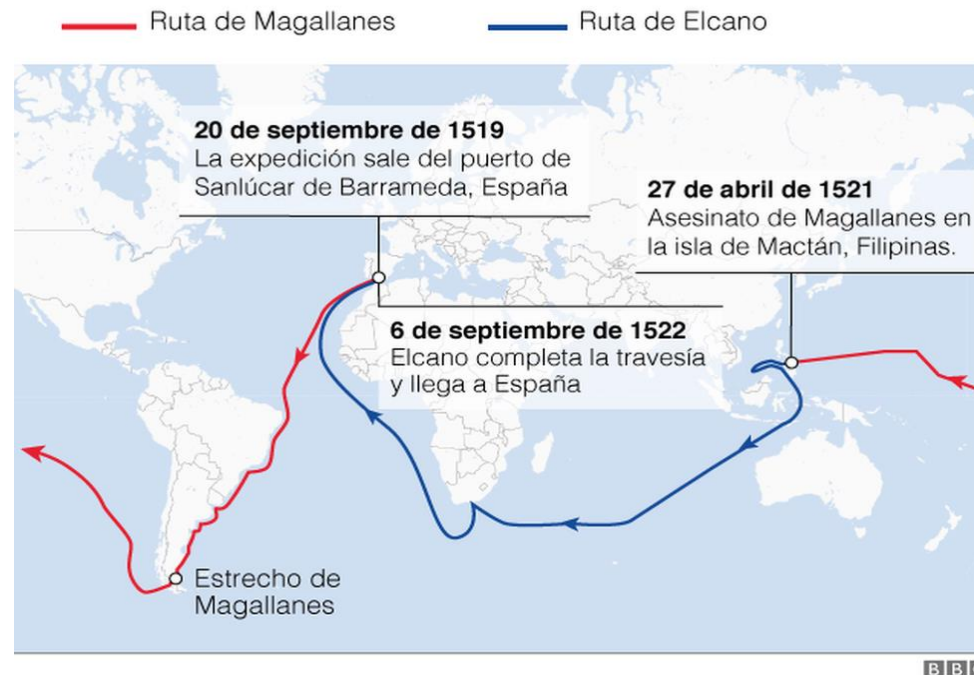 Ruta de Magallanes
Ruta de Elcano
20 de septiembre de 1519
La expedición sale del puerto de
Sanlúcar de Barrameda, España
27 de abril de 1521
Asesinato de Magallanes en
la isla de Mactán, Filipinas.
6 de septiembre de 1522
Elcano completa la travesía
y llega a España
Estrecho de
Magallanes